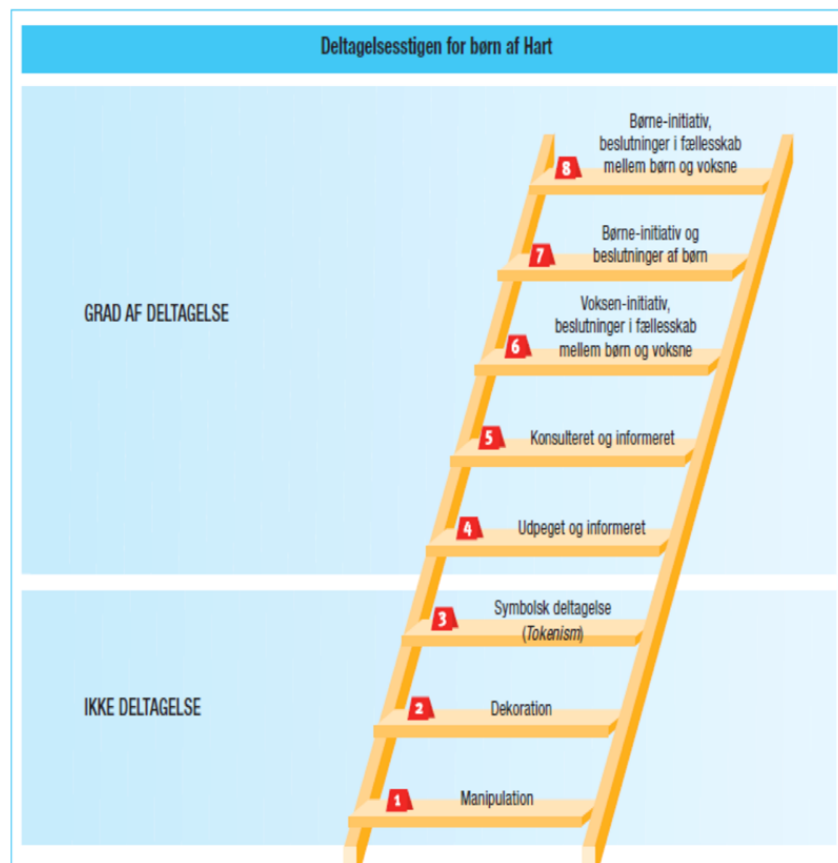 Deltagelsesstigen for børn af Hart
GRAD AF DELTAGELSE
8
Børne-initiativ,
beslutninger i fællesskab
mellem børn og voksne
7
Børne-initiativ og
beslutninger af børn
6
Voksen-initiativ,
beslutninger i fællesskab
mellem børn og voksne
5
Konsulteret og informeret
4
Udpeget og informeret
IKKE DELTAGELSE
3
Symbolsk deltagelse
(Tokenism)
2
Dekoration
1
Manipulation